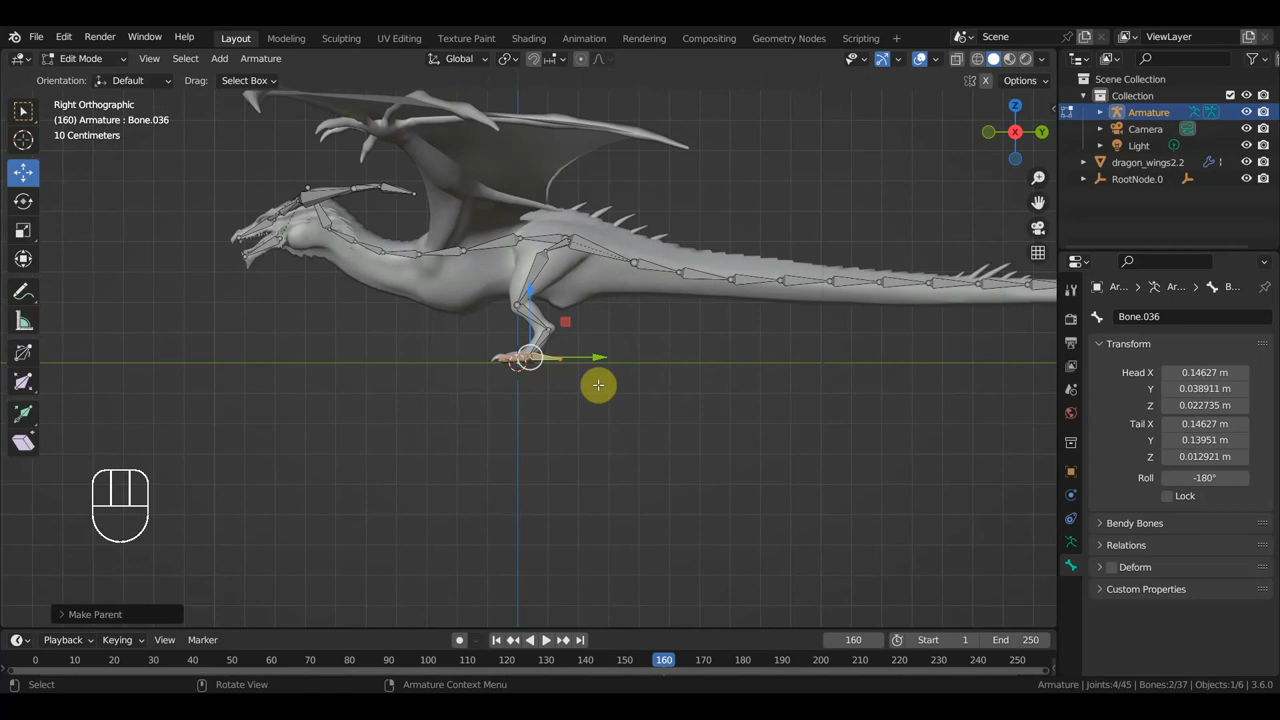 File Edit Render Window Help Layout Modeling Sculpting UV Editing Texture Paint Shading Animation Rendering Compositing Geometry Nodes Scripting + Scene ViewLayer
Edit Mode View Select Add Armature Global
Orientation: Default Drag: Select Box X Options
Right Orthographic
(160) Armature : Bone.036
10 Centimeters
Z
Y
X
Scene Collection
Collection
Armature
Camera
Light
dragon_wings2.2
RootNode.0
Ar... Ar... B...
Bone.036
Transform
Head X 0.14627 m
Y 0.038911 m
Z 0.022735 m
Tail X 0.14627 m
Y 0.13951 m
Z 0.012921 m
Roll -180°
Lock
Bendy Bones
Relations
Deform
Custom Properties
Make Parent
Playback Keying View Marker 160 Start 1 End 250
0 10 20 30 40 50 60 70 80 90 100 110 120 130 140 150 160 170 180 190 200 210 220 230 240 250
Select Rotate View Armature Context Menu Armature | Joints:4/45 | Bones:2/37 | Objects:1/6 | 3.6.0